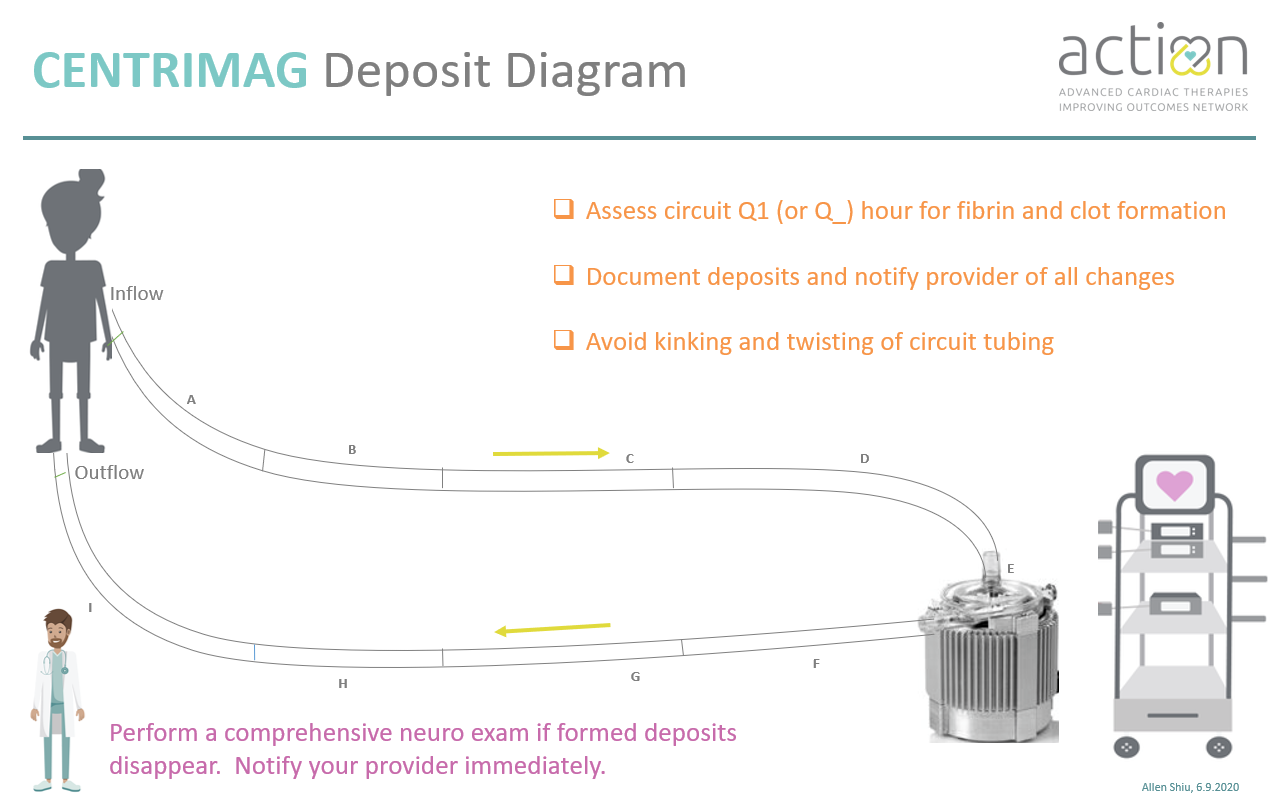 CENTRIMAG Deposit Diagram
action
ADVANCED CARDIAC THERAPIES
IMPROVING OUTCOMES NETWORK
Assess circuit Q1 (or Q_) hour for fibrin and clot formation
Document deposits and notify provider of all changes
Avoid kinking and twisting of circuit tubing
Inflow
A
B
C
D
Outflow
E
I
H
G
F
Perform a comprehensive neuro exam if formed deposits
disappear.  Notify your provider immediately.
Allen Shiu, 6.9.2020